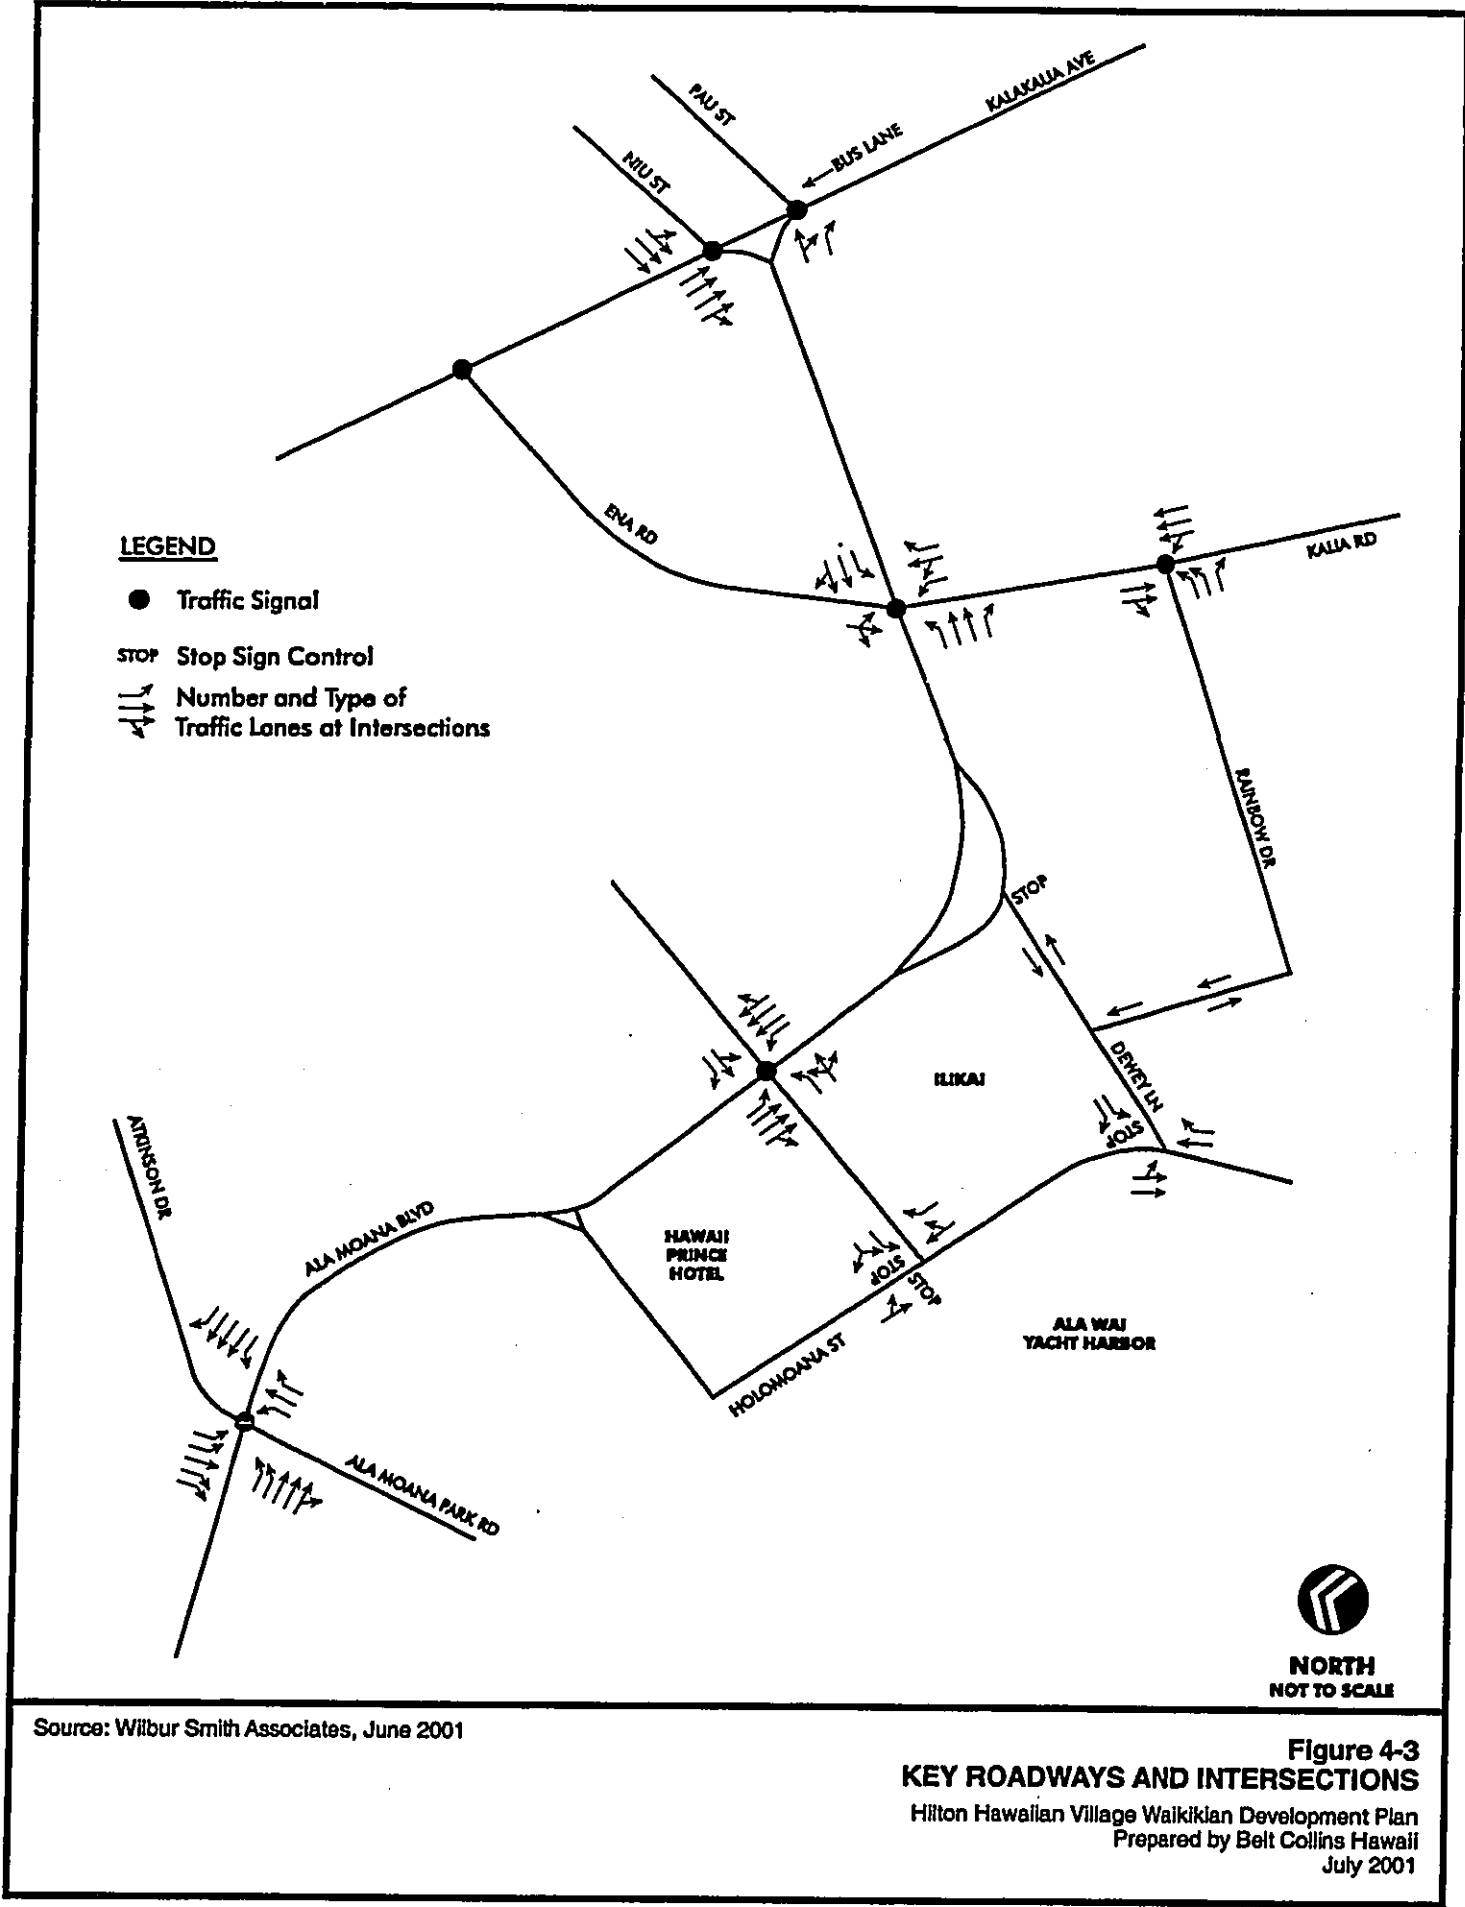 PAU ST
KALAKAUA AVE
BUS LANE
NIU ST
ENA RD
KALIA RD
LEGEND
Traffic Signal
STOP Stop Sign Control
Number and Type of
Traffic Lanes at Intersections
RAINBOW DR
STOP
DEWEY LN
ILIKAI
STOP
ATKINSON DR
ALA MOANA BLVD
HAWAII
PRINCE
HOTEL
STOP
STOP
HOLOMOANA ST
ALA WAI
YACHT HARBOR
ALA MOANA PARK RD
NORTH
NOT TO SCALE
Source: Wilbur Smith Associates, June 2001
Figure 4-3
KEY ROADWAYS AND INTERSECTIONS
Hilton Hawaiian Village Waikikian Development Plan
Prepared by Belt Collins Hawaii
July 2001